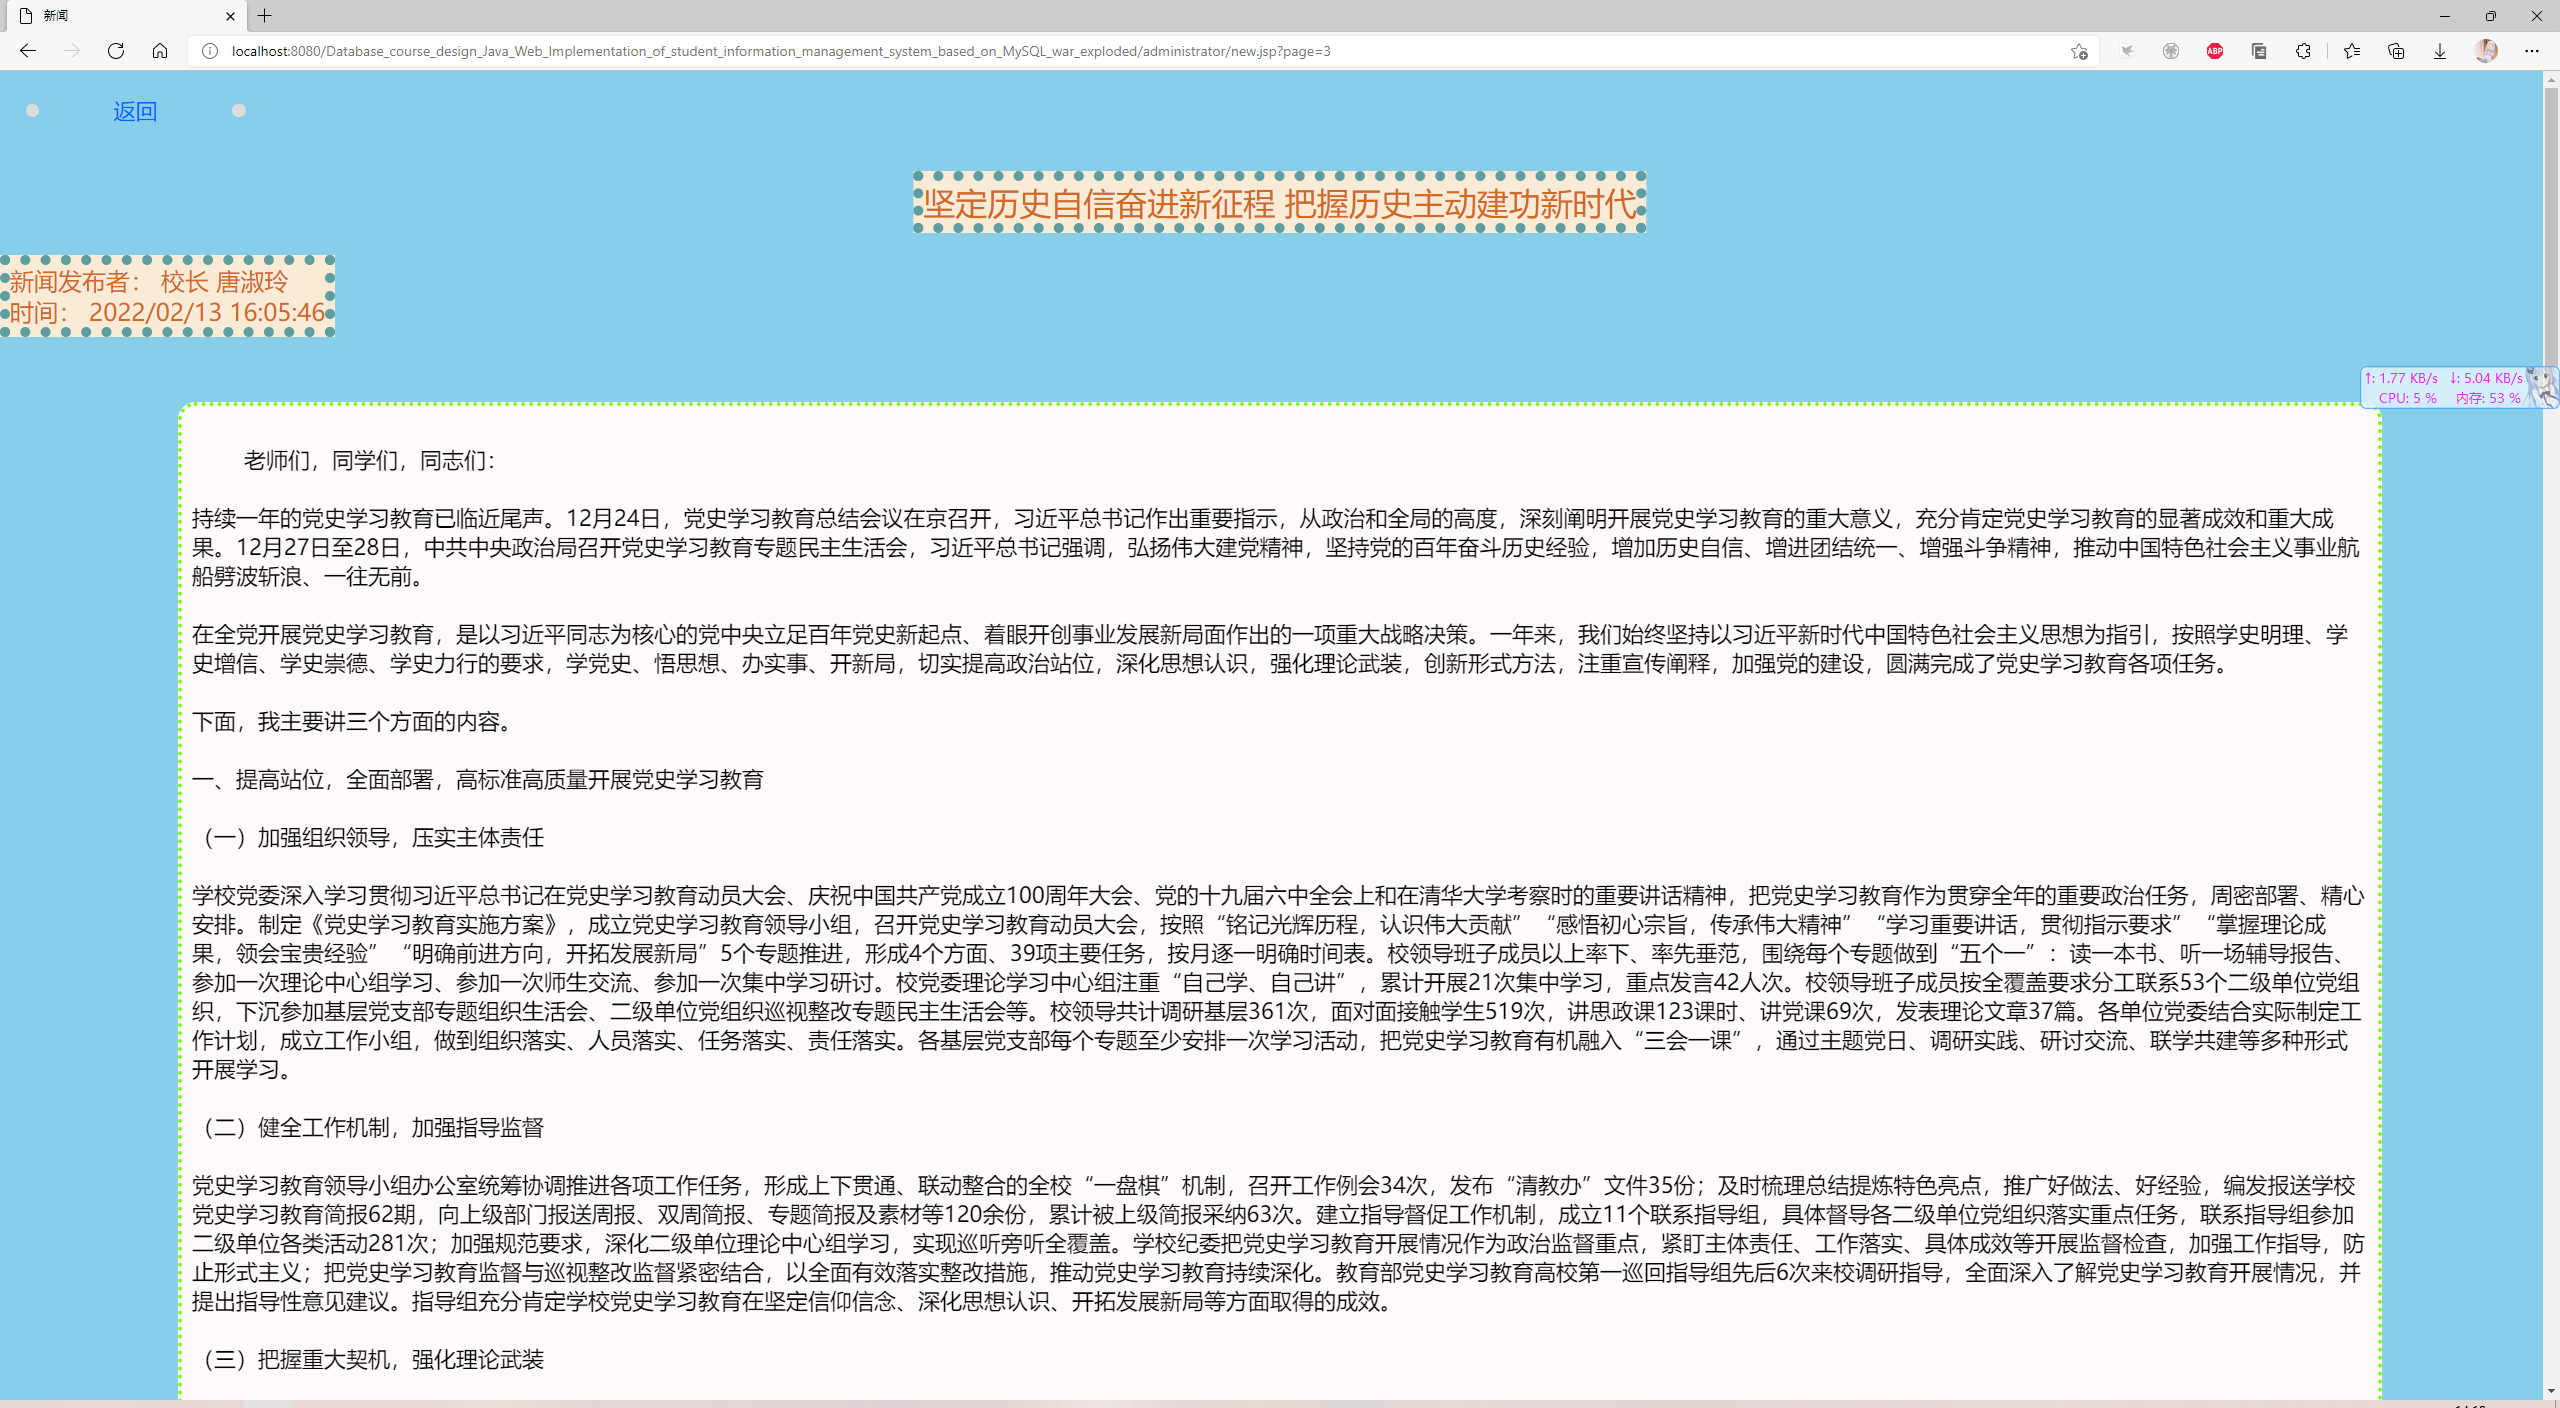 新闻
localhost:8080/Database_course_design_Java_Web_Implementation_of_student_information_management_system_based_on_MySQL_war_exploded/administrator/new.jsp?page=3
ABP
返回
坚定历史自信奋进新征程 把握历史主动建功新时代
新闻发布者： 校长 唐淑玲
时间： 2022/02/13 16:05:46
↑: 1.77 KB/s ↓: 5.04 KB/s
CPU: 5 % 内存: 53 %
老师们，同学们，同志们：
持续一年的党史学习教育已临近尾声。12月24日，党史学习教育总结会议在京召开，习近平总书记作出重要指示，从政治和全局的高度，深刻阐明开展党史学习教育的重大意义，充分肯定党史学习教育的显著成效和重大成
果。12月27日至28日，中共中央政治局召开党史学习教育专题民主生活会，习近平总书记强调，弘扬伟大建党精神，坚持党的百年奋斗历史经验，增加历史自信、增进团结统一、增强斗争精神，推动中国特色社会主义事业航
船劈波斩浪、一往无前。
在全党开展党史学习教育，是以习近平同志为核心的党中央立足百年党史新起点、着眼开创事业发展新局面作出的一项重大战略决策。一年来，我们始终坚持以习近平新时代中国特色社会主义思想为指引，按照学史明理、学
史增信、学史崇德、学史力行的要求，学党史、悟思想、办实事、开新局，切实提高政治站位，深化思想认识，强化理论武装，创新形式方法，注重宣传阐释，加强党的建设，圆满完成了党史学习教育各项任务。
下面，我主要讲三个方面的内容。
一、提高站位，全面部署，高标准高质量开展党史学习教育
（一）加强组织领导，压实主体责任
学校党委深入学习贯彻习近平总书记在党史学习教育动员大会、庆祝中国共产党成立100周年大会、党的十九届六中全会上和在清华大学考察时的重要讲话精神，把党史学习教育作为贯穿全年的重要政治任务，周密部署、精心
安排。制定《党史学习教育实施方案》，成立党史学习教育领导小组，召开党史学习教育动员大会，按照“铭记光辉历程，认识伟大贡献” “感悟初心宗旨，传承伟大精神” “学习重要讲话，贯彻指示要求” “掌握理论成
果，领会宝贵经验” “明确前进方向，开拓发展新局”5个专题推进，形成4个方面、39项主要任务，按月逐一明确时间表。校领导班子成员以上率下、率先垂范，围绕每个专题做到“五个一”：读一本书、听一场辅导报告、
参加一次理论中心组学习、参加一次师生交流、参加一次集中学习研讨。校党委理论学习中心组注重“自己学、自己讲”，累计开展21次集中学习，重点发言42人次。校领导班子成员按全覆盖要求分工联系53个二级单位党组
织，下沉参加基层党支部专题组织生活会、二级单位党组织巡视整改专题民主生活会等。校领导共计调研基层361次，面对面接触学生519次，讲思政课123课时、讲党课69次，发表理论文章37篇。各单位党委结合实际制定工
作计划，成立工作小组，做到组织落实、人员落实、任务落实、责任落实。各基层党支部每个专题至少安排一次学习活动，把党史学习教育有机融入“三会一课”，通过主题党日、调研实践、研讨交流、联学共建等多种形式
开展学习。
（二）健全工作机制，加强指导监督
党史学习教育领导小组办公室统筹协调推进各项工作任务，形成上下贯通、联动整合的全校“一盘棋”机制，召开工作例会34次，发布“清教办”文件35份；及时梳理总结提炼特色亮点，推广好做法、好经验，编发报送学校
党史学习教育简报62期，向上级部门报送周报、双周简报、专题简报及素材等120余份，累计被上级简报采纳63次。建立指导督促工作机制，成立11个联系指导组，具体督导各二级单位党组织落实重点任务，联系指导组参加
二级单位各类活动281次；加强规范要求，深化二级单位理论中心组学习，实现巡听旁听全覆盖。学校纪委把党史学习教育开展情况作为政治监督重点，紧盯主体责任、工作落实、具体成效等开展监督检查，加强工作指导，防
止形式主义；把党史学习教育监督与巡视整改监督紧密结合，以全面有效落实整改措施，推动党史学习教育持续深化。教育部党史学习教育高校第一巡回指导组先后6次来校调研指导，全面深入了解党史学习教育开展情况，并
提出指导性意见建议。指导组充分肯定学校党史学习教育在坚定信仰信念、深化思想认识、开拓发展新局等方面取得的成效。
（三）把握重大契机，强化理论武装